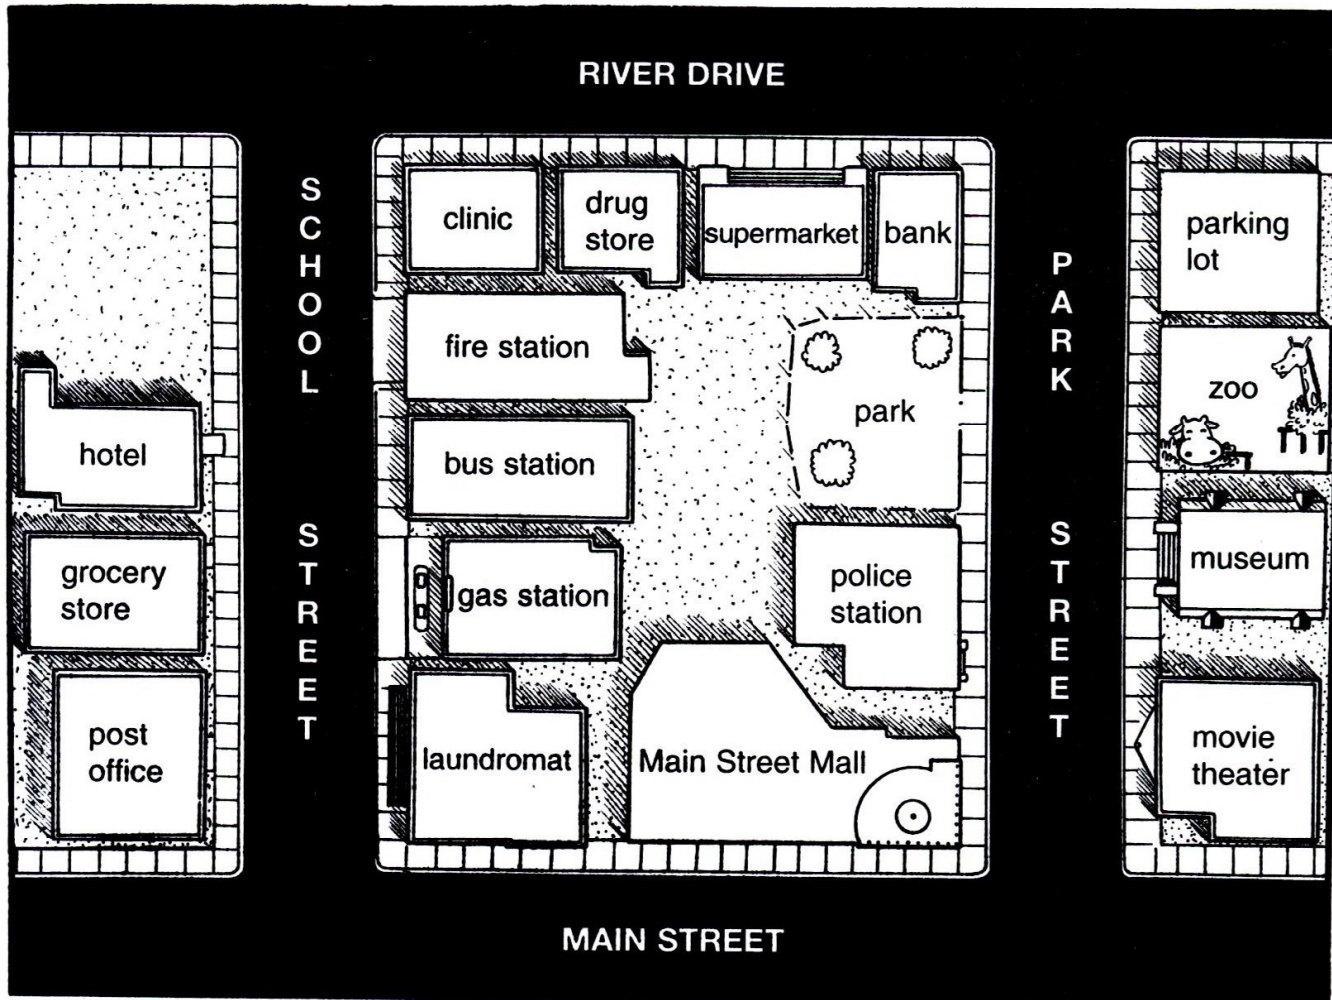 RIVER DRIVE
SCHOOL STREET
clinic
drug
store
supermarket
bank
PARK STREET
parking
lot
fire station
park
zoo
hotel
bus station
grocery
store
gas station
police
station
museum
post
office
laundromat
Main Street Mall
movie
theater
MAIN STREET